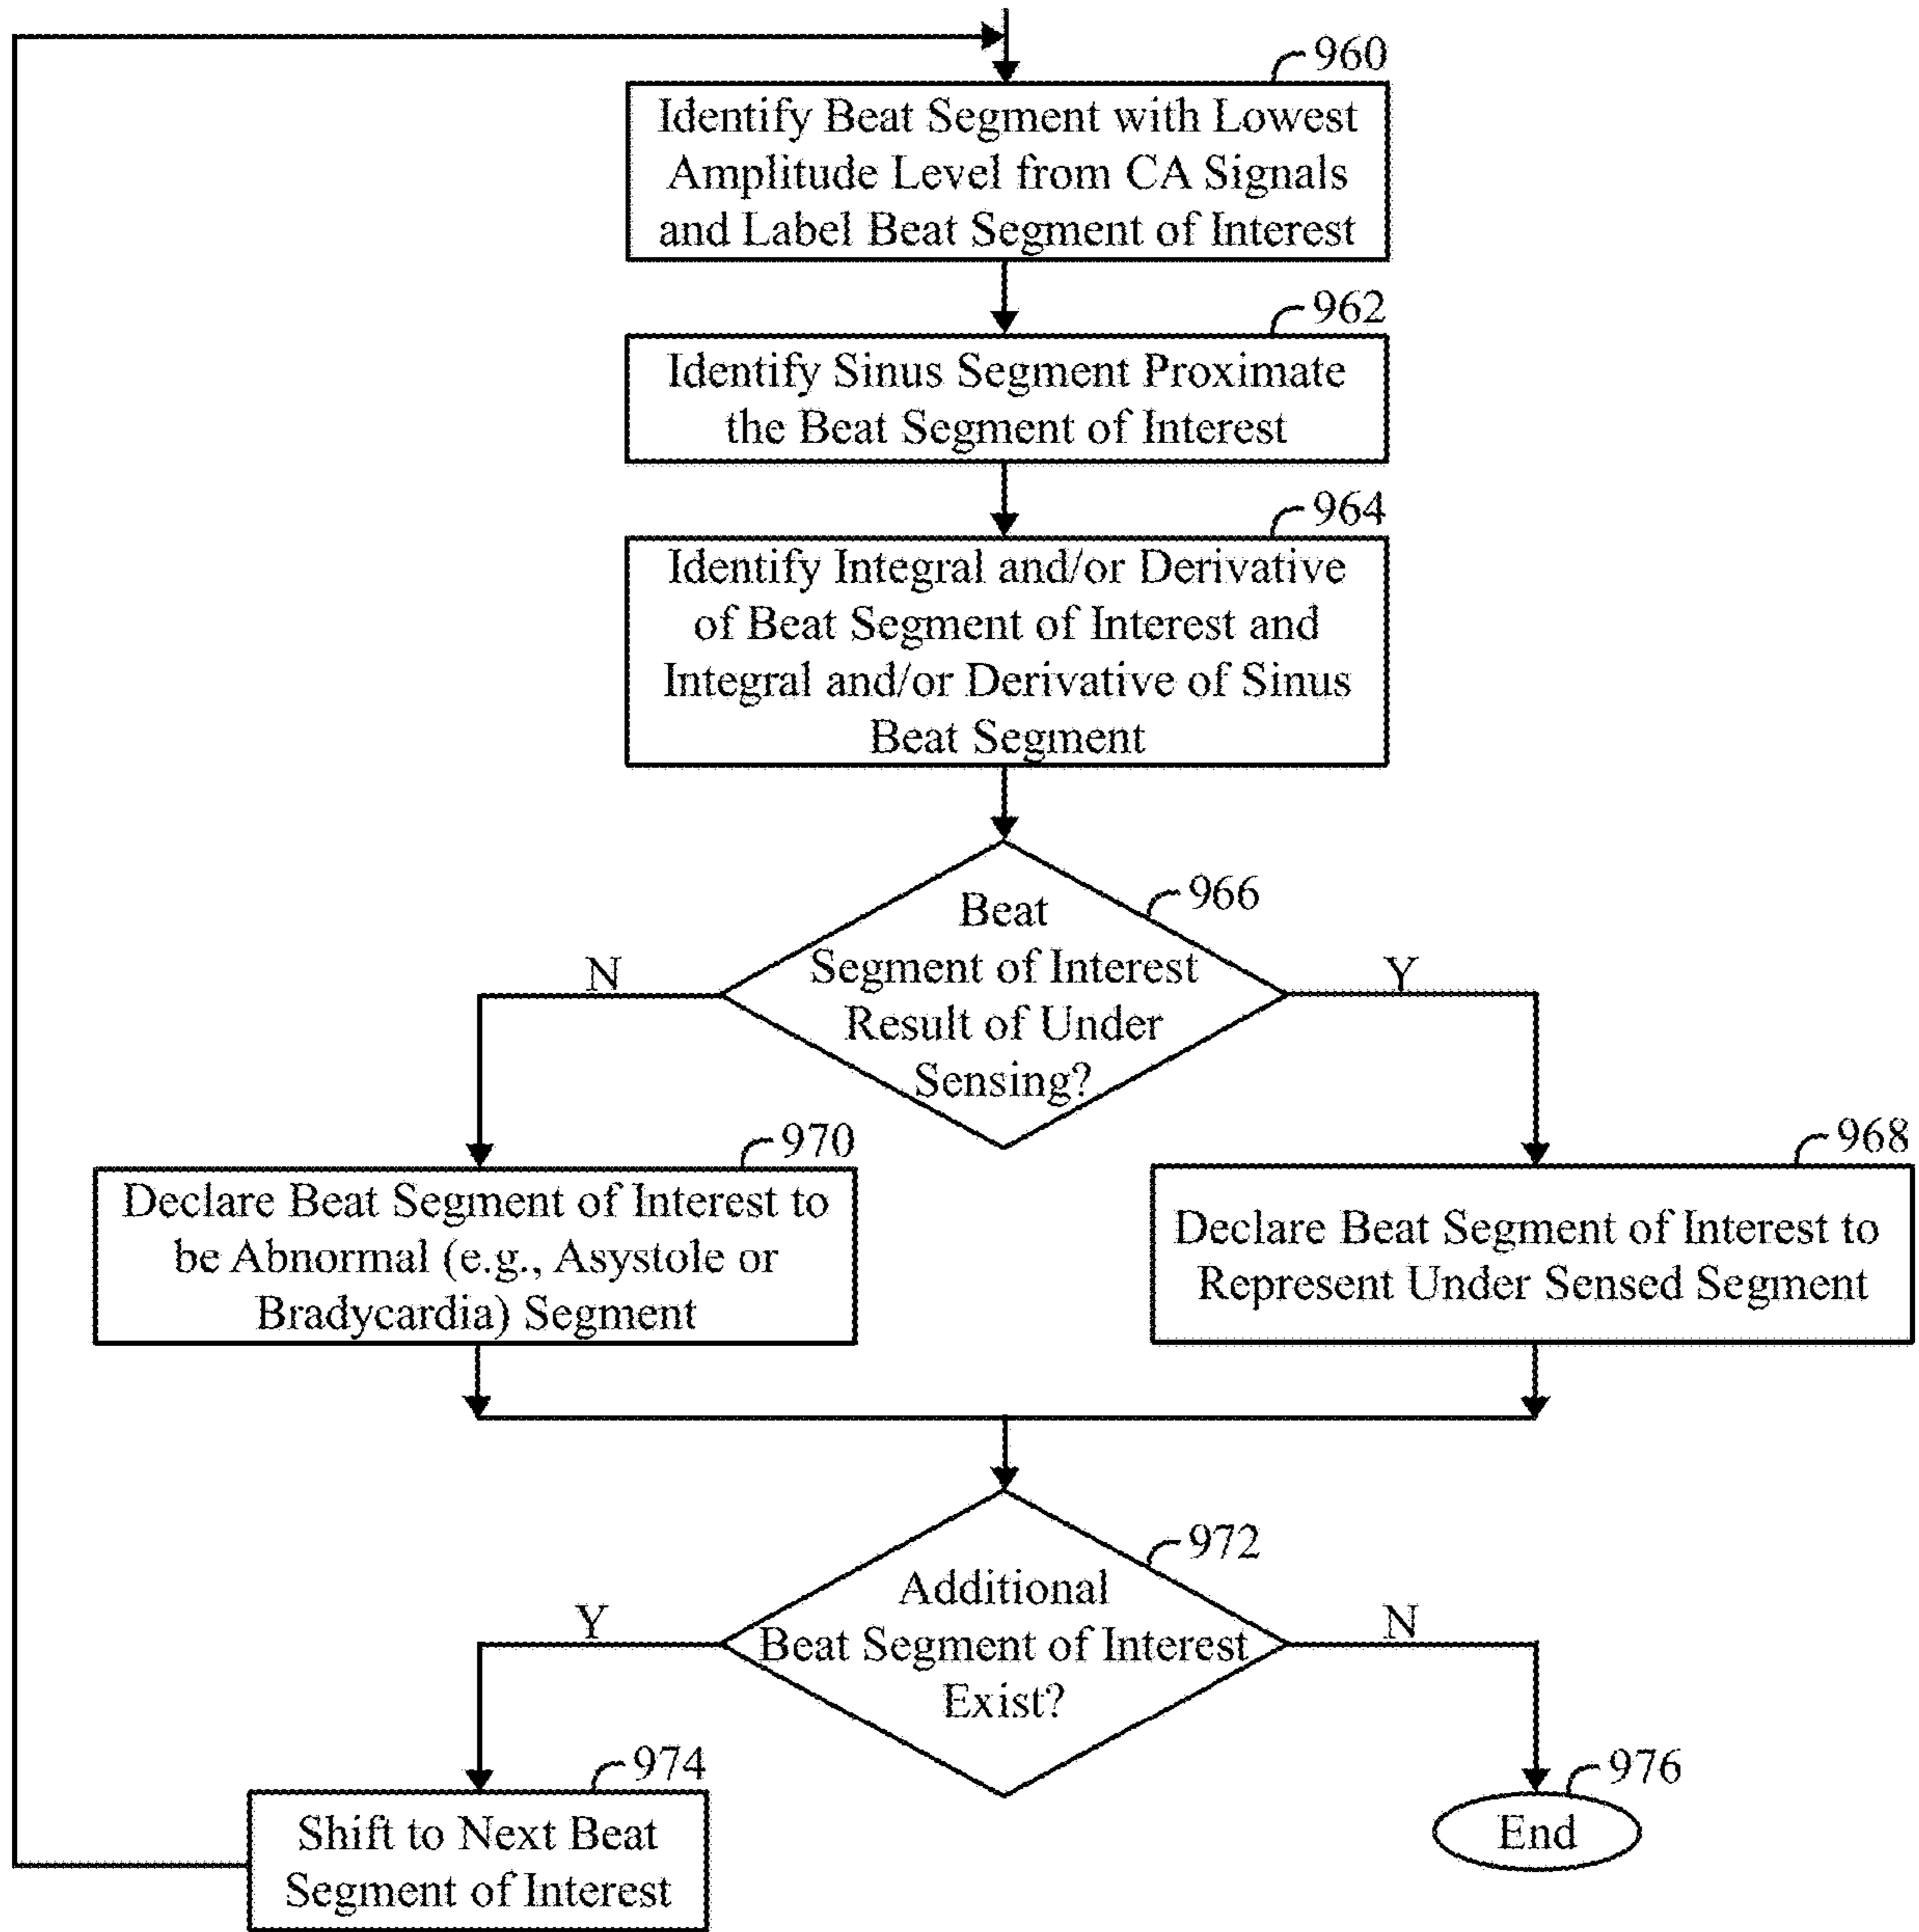 960
Identify Beat Segment with Lowest
Amplitude Level from CA Signals
and Label Beat Segment of Interest
962
Identify Sinus Segment Proximate
the Beat Segment of Interest
964
Identify Integral and/or Derivative
of Beat Segment of Interest and
Integral and/or Derivative of Sinus
Beat Segment
966
Beat
Segment of Interest
Result of Under
Sensing?
N
Y
970
Declare Beat Segment of Interest to
be Abnormal (e.g., Asystole or
Bradycardia) Segment
968
Declare Beat Segment of Interest to
Represent Under Sensed Segment
972
Additional
Beat Segment of Interest
Exist?
Y
N
974
Shift to Next Beat
Segment of Interest
976
End